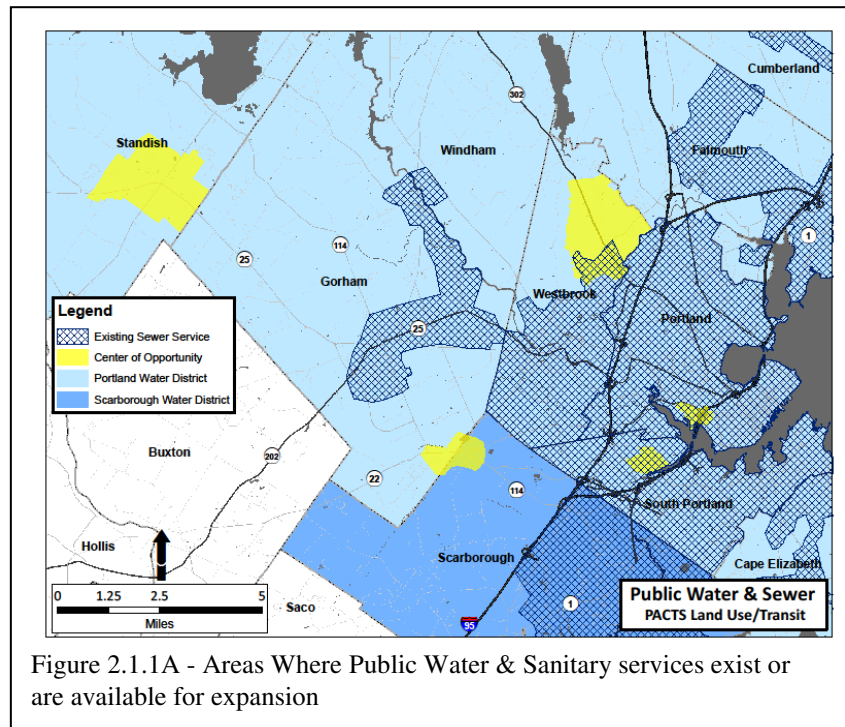 Cumberland
302
Standish
Windham
Falmouth
114
1
25
Gorham
Westbrook
Portland
Legend
Existing Sewer Service
Center of Opportunity
Portland Water District
Scarborough Water District
25
Buxton
202
22
114
South Portland
Hollis
Scarborough
Cape Elizabeth
0 1.25 2.5 5
Miles
Saco
95
1
Public Water & Sewer
PACTS Land Use/Transit
Figure 2.1.1A - Areas Where Public Water & Sanitary services exist or
are available for expansion